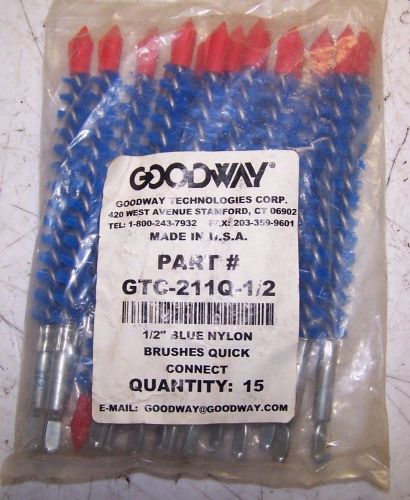 GOODWAY®
GOODWAY TECHNOLOGIES CORP.
420 WEST AVENUE STAMFORD, CT 06902
TEL: 1-800-243-7932 FAX: 203-359-9601
MADE IN U.S.A.
PART #
GTC-211Q-1/2
1/2" BLUE NYLON
BRUSHES QUICK
CONNECT
QUANTITY: 15
E-MAIL: GOODWAY@GOODWAY.COM